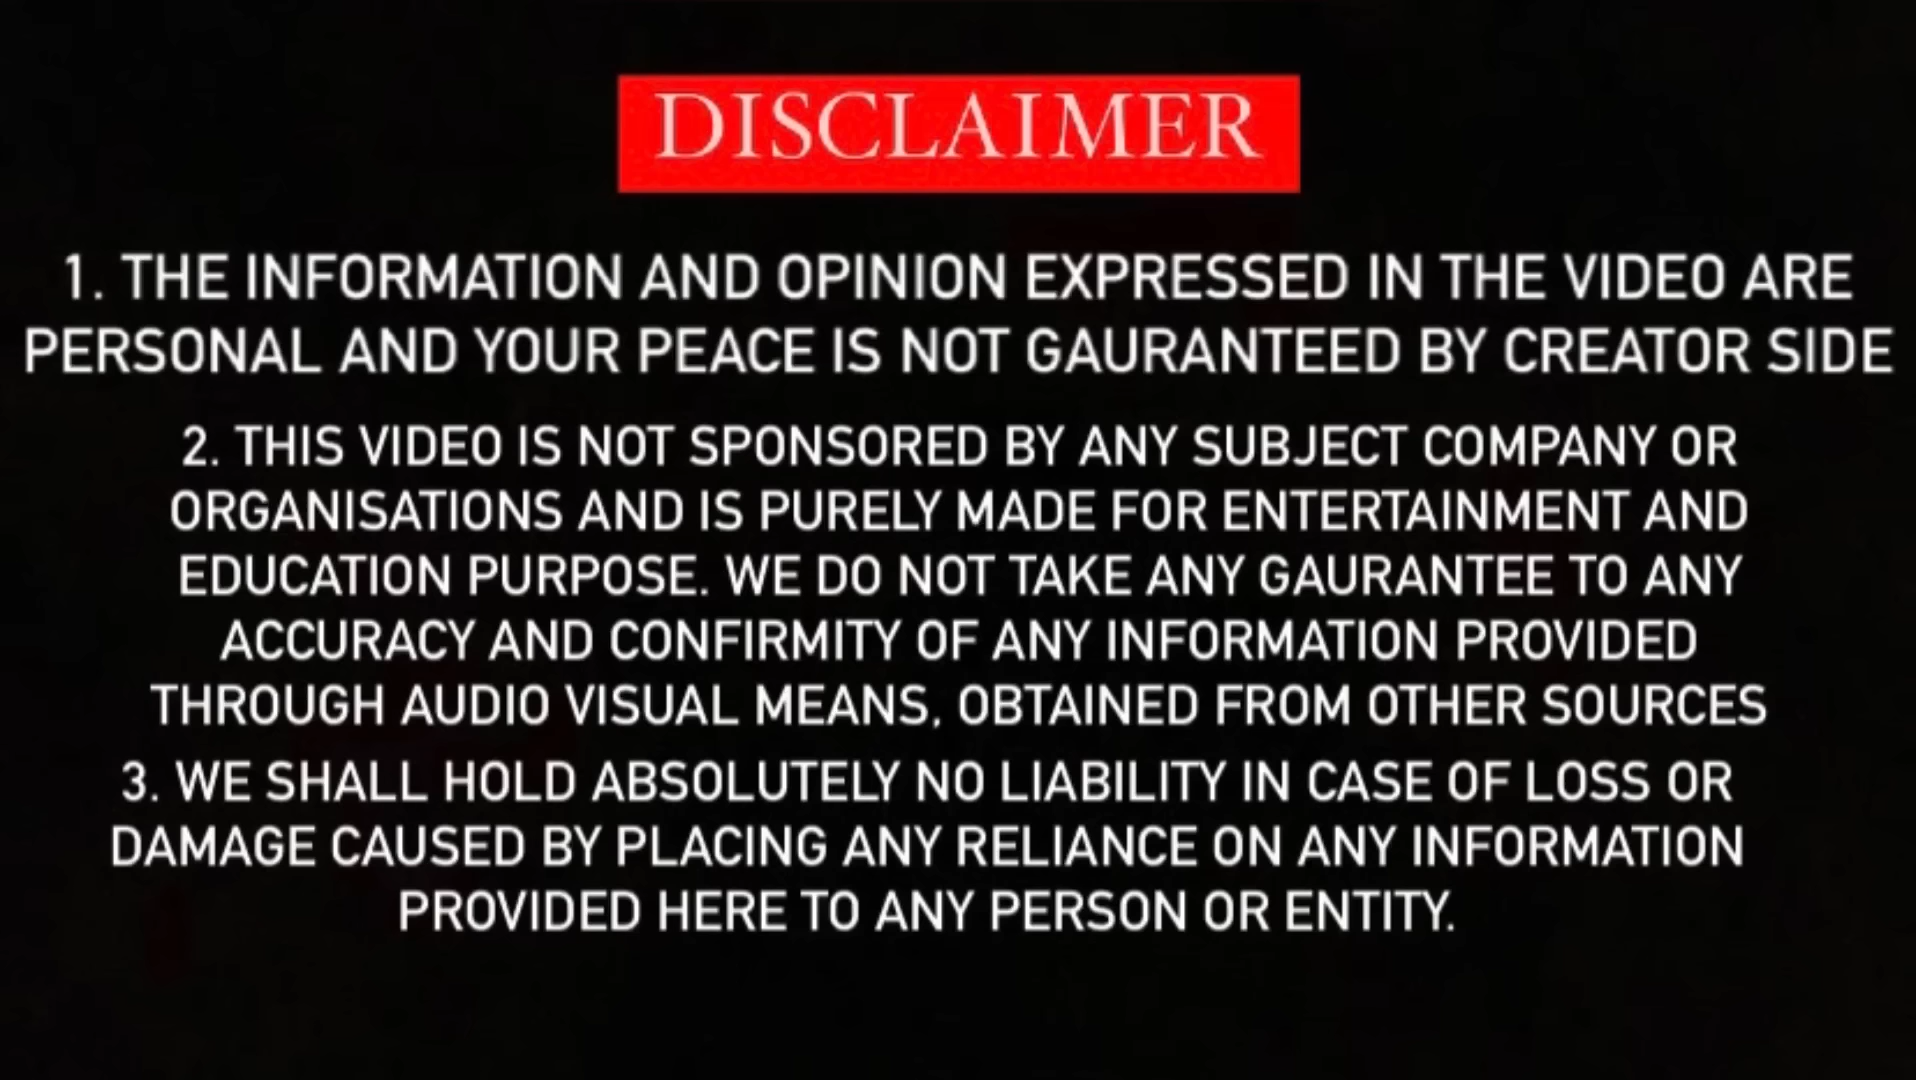 DISCLAIMER
1. THE INFORMATION AND OPINION EXPRESSED IN THE VIDEO ARE
PERSONAL AND YOUR PEACE IS NOT GAURANTEED BY CREATOR SIDE
2. THIS VIDEO IS NOT SPONSORED BY ANY SUBJECT COMPANY OR
ORGANISATIONS AND IS PURELY MADE FOR ENTERTAINMENT AND
EDUCATION PURPOSE. WE DO NOT TAKE ANY GAURANTEE TO ANY
ACCURACY AND CONFIRMITY OF ANY INFORMATION PROVIDED
THROUGH AUDIO VISUAL MEANS, OBTAINED FROM OTHER SOURCES
3. WE SHALL HOLD ABSOLUTELY NO LIABILITY IN CASE OF LOSS OR
DAMAGE CAUSED BY PLACING ANY RELIANCE ON ANY INFORMATION
PROVIDED HERE TO ANY PERSON OR ENTITY.